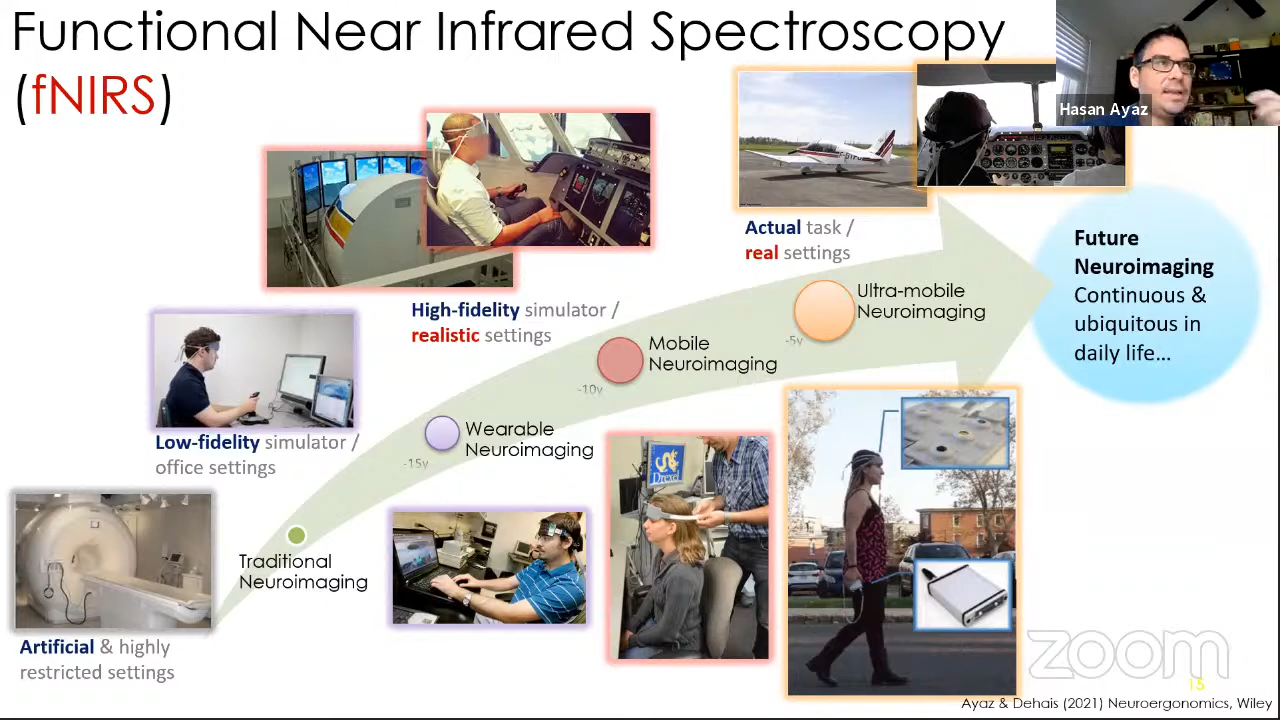 Functional Near Infrared Spectroscopy
(fNIRS)
Hasan Ayaz
Actual task /
real settings
Future
Neuroimaging
Continuous &
ubiquitous in
daily life...
Ultra-mobile
Neuroimaging
-5y
High-fidelity simulator /
realistic settings
Mobile
Neuroimaging
-10y
Low-fidelity simulator /
office settings
Wearable
Neuroimaging
-15y
Drexel
Traditional
Neuroimaging
Artificial & highly
restricted settings
zoom
15
Ayaz & Dehais (2021) Neuroergonomics, Wiley